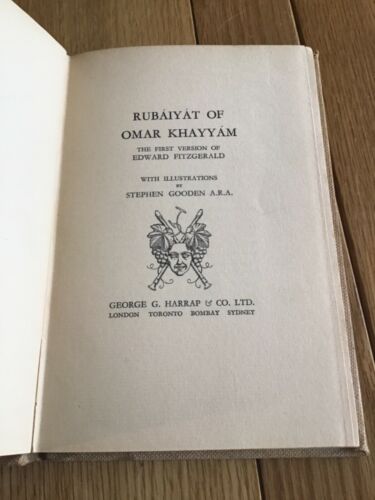 RUBÁIYÁT OF
OMAR KHAYYÁM
THE FIRST VERSION OF
EDWARD FITZGERALD
WITH ILLUSTRATIONS
BY
STEPHEN GOODEN A.R.A.
GEORGE G. HARRAP & CO. LTD.
LONDON TORONTO BOMBAY SYDNEY